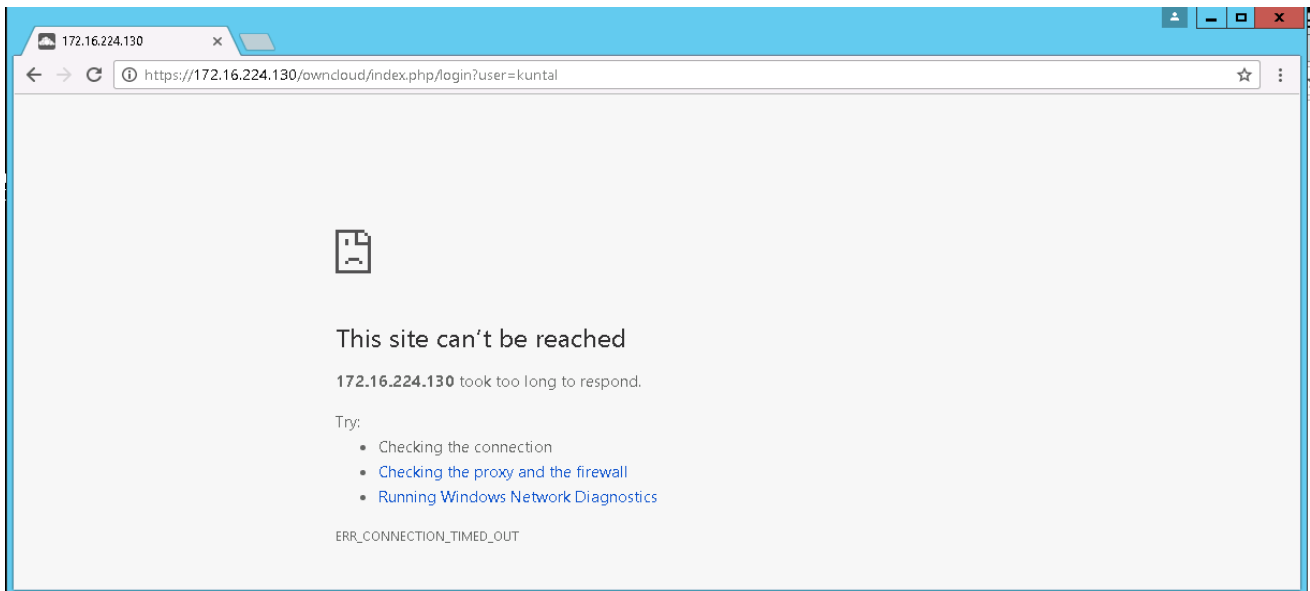 172.16.224.130
https://172.16.224.130/owncloud/index.php/login?user=kuntal
This site can't be reached
172.16.224.130 took too long to respond.
Try:
• Checking the connection
• Checking the proxy and the firewall
• Running Windows Network Diagnostics
ERR_CONNECTION_TIMED_OUT